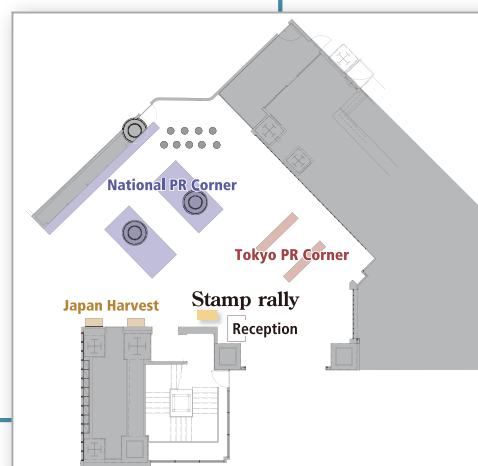 National PR Corner
Tokyo PR Corner
Japan Harvest
Stamp rally
Reception